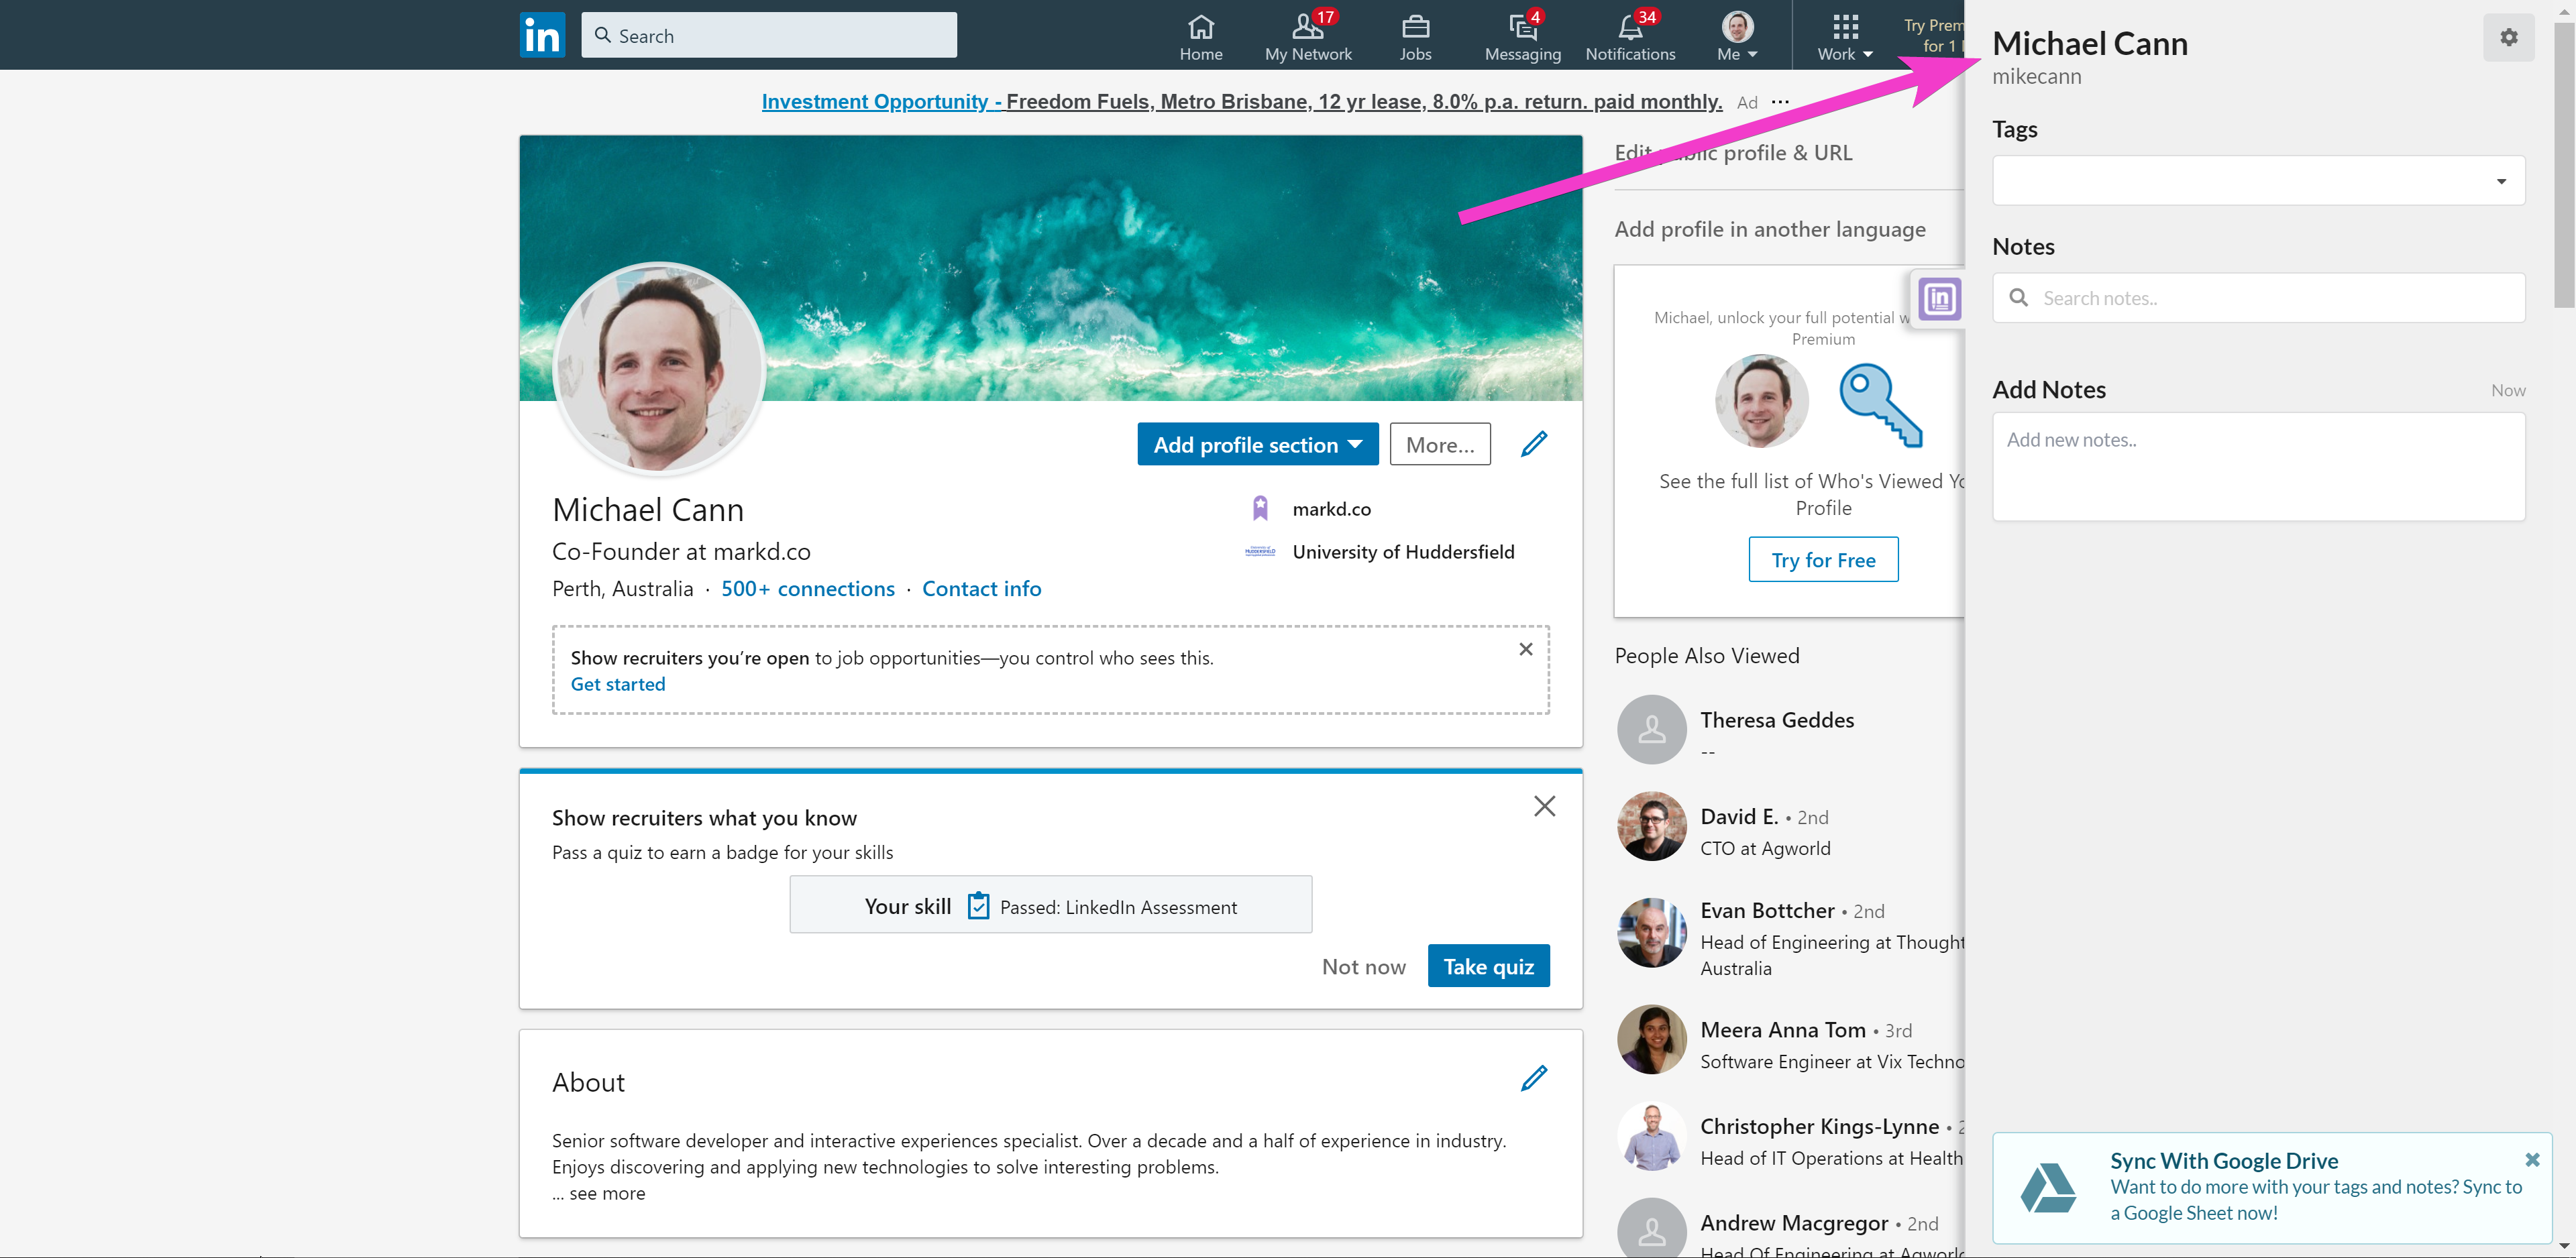 in
Search
Home
17
My Network
Jobs
4
Messaging
34
Notifications
Me
Work
Try Prem
for 1
Investment Opportunity - Freedom Fuels, Metro Brisbane, 12 yr lease, 8.0% p.a. return. paid monthly.
Ad
Add profile section
More...
Michael Cann
Co-Founder at markd.co
Perth, Australia · 500+ connections · Contact info
markd.co
University of Huddersfield
Show recruiters you're open to job opportunities—you control who sees this.
Get started
Show recruiters what you know
Pass a quiz to earn a badge for your skills
Your skill Passed: LinkedIn Assessment
Not now
Take quiz
About
Senior software developer and interactive experiences specialist. Over a decade and a half of experience in industry.
Enjoys discovering and applying new technologies to solve interesting problems.
... see more
Edit public profile & URL
Add profile in another language
in
Michael, unlock your full potential w
Premium
See the full list of Who's Viewed Yo
Profile
Try for Free
People Also Viewed
Theresa Geddes
--
David E. • 2nd
CTO at Agworld
Evan Bottcher • 2nd
Head of Engineering at Thought
Australia
Meera Anna Tom • 3rd
Software Engineer at Vix Techno
Christopher Kings-Lynne • 2
Head of IT Operations at Health
Andrew Macgregor • 2nd
Head Of Engineering at Agworld
Michael Cann
mikecann
Tags
Notes
Search notes..
Add Notes
Now
Add new notes..
Sync With Google Drive
Want to do more with your tags and notes? Sync to
a Google Sheet now!